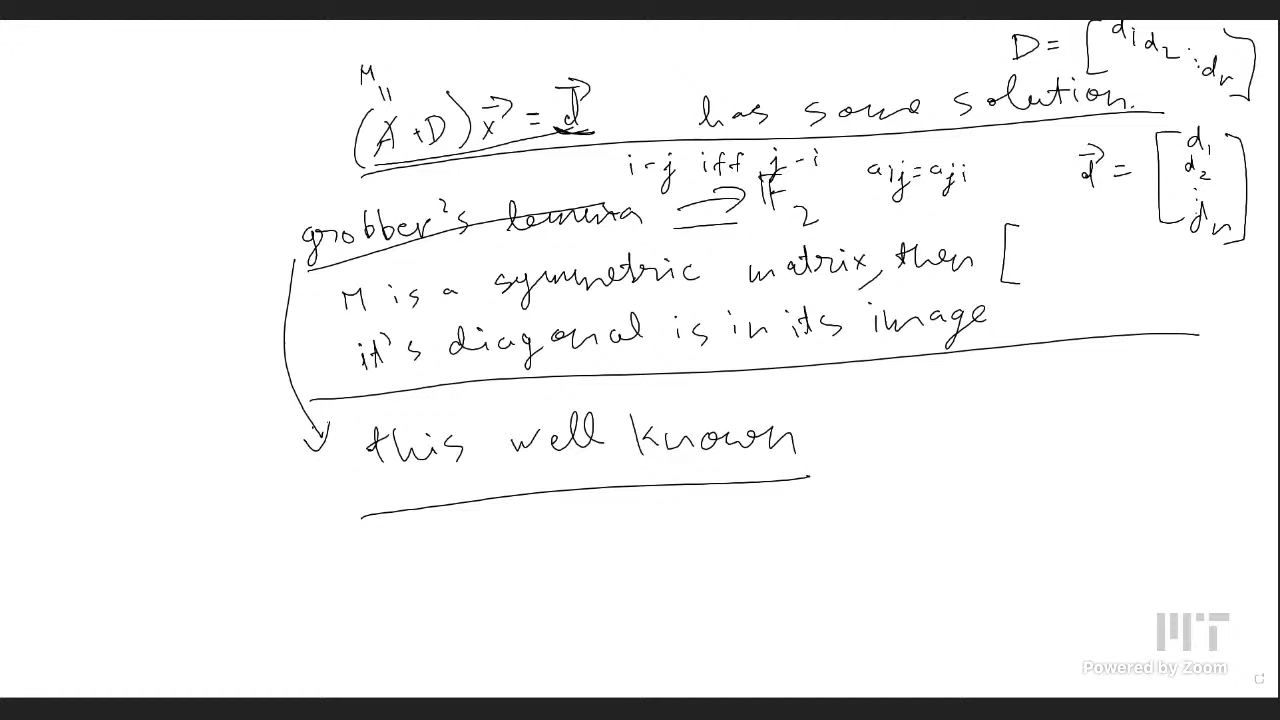 D = [d1 d2 ⋱ dn]
M
||
(A + D) x⃗ = d⃗ has some solution.
i - j iff j - i aij = aji d⃗ = [d1 d2 ⋮ dn]
grobber's lemma → F2
M is a symmetric matrix, then [
it's diagonal is in its image
this well known
MIT
Powered by Zoom